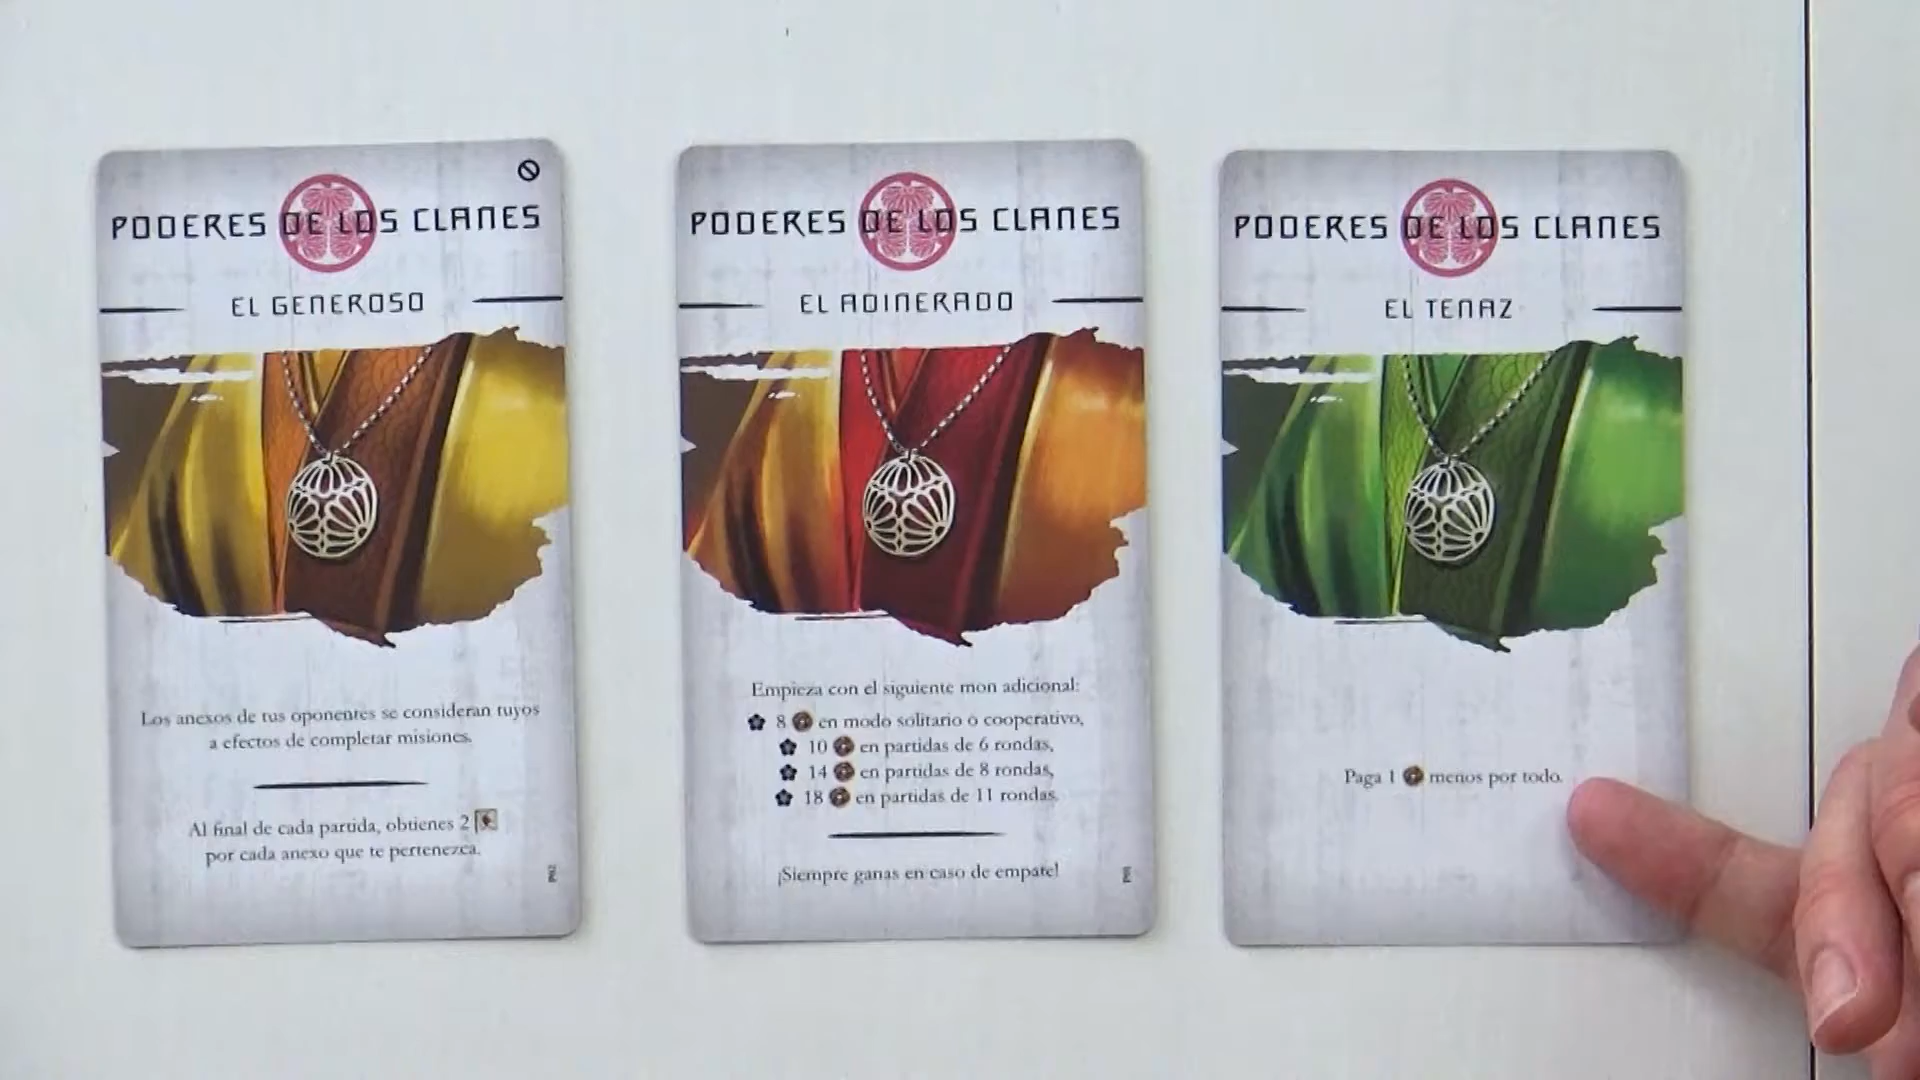 PODERES DE LOS CLANES
EL GENEROSO
Los anexos de tus oponentes se consideran tuyos
a efectos de completar misiones.
Al final de cada partida, obtienes 2
por cada anexo que te pertenezca.
PODERES DE LOS CLANES
EL ADINERADO
Empieza con el siguiente mon adicional:
8 en modo solitario o cooperativo,
10 en partidas de 6 rondas,
14 en partidas de 8 rondas,
18 en partidas de 11 rondas.
¡Siempre ganas en caso de empate!
PODERES DE LOS CLANES
EL TENAZ
Paga 1 menos por todo.